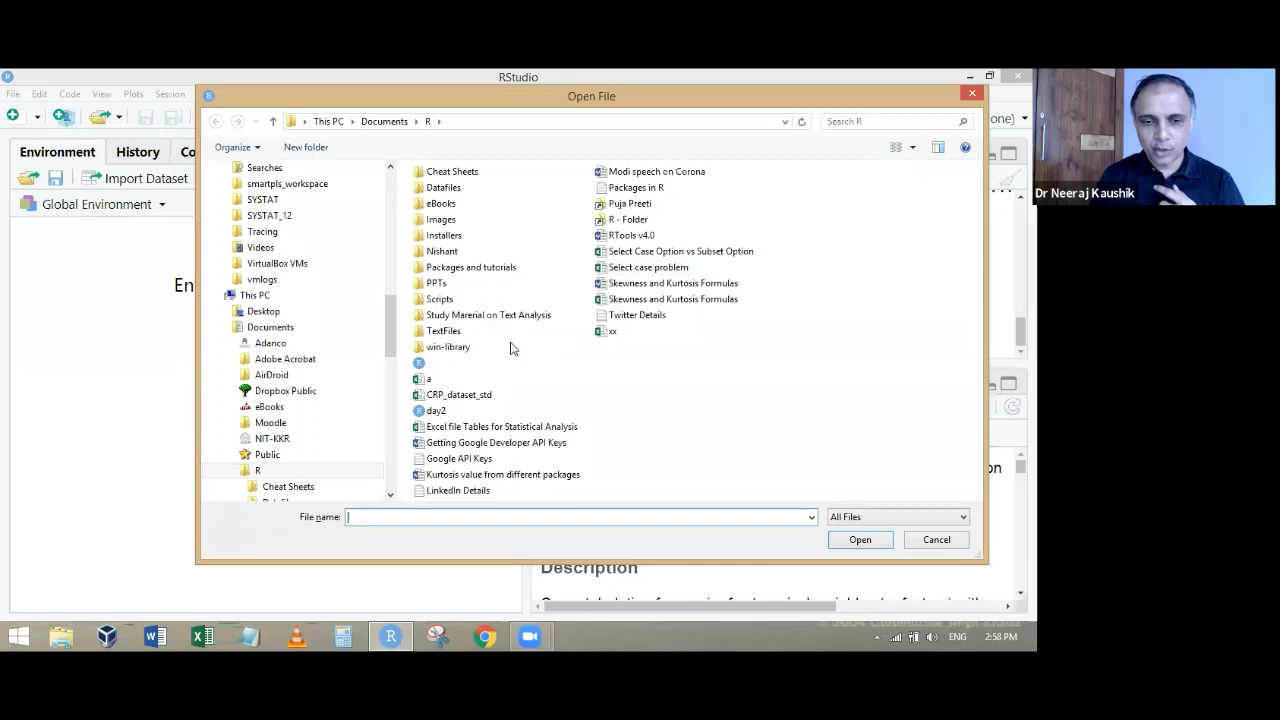 RStudio
File Edit Code View Plots Session
Environment History Co
Import Dataset
Global Environment
En
Open File
This PC Documents R
Search R
Organize New folder
Searches
smartpls_workspace
SYSTAT
SYSTAT_12
Tracing
Videos
VirtualBox VMs
vmlogs
This PC
Desktop
Documents
Adanco
Adobe Acrobat
AirDroid
Dropbox Public
eBooks
Moodle
NIT-KKR
Public
R
Cheat Sheets
Cheat Sheets
Datafiles
eBooks
Images
Installers
Nishant
Packages and tutorials
PPTs
Scripts
Study Marerial on Text Analysis
TextFiles
win-library
a
CRP_dataset_std
day2
Excel file Tables for Statistical Analysis
Getting Google Developer API Keys
Google API Keys
Kurtosis value from different packages
LinkedIn Details
Modi speech on Corona
Packages in R
Puja Preeti
R - Folder
RTools v4.0
Select Case Option vs Subset Option
Select case problem
Skewness and Kurtosis Formulas
Skewness and Kurtosis Formulas
Twitter Details
xx
File name:
All Files
Open Cancel
one)
on
Description
ENG 2:58 PM
Dr Neeraj Kaushik